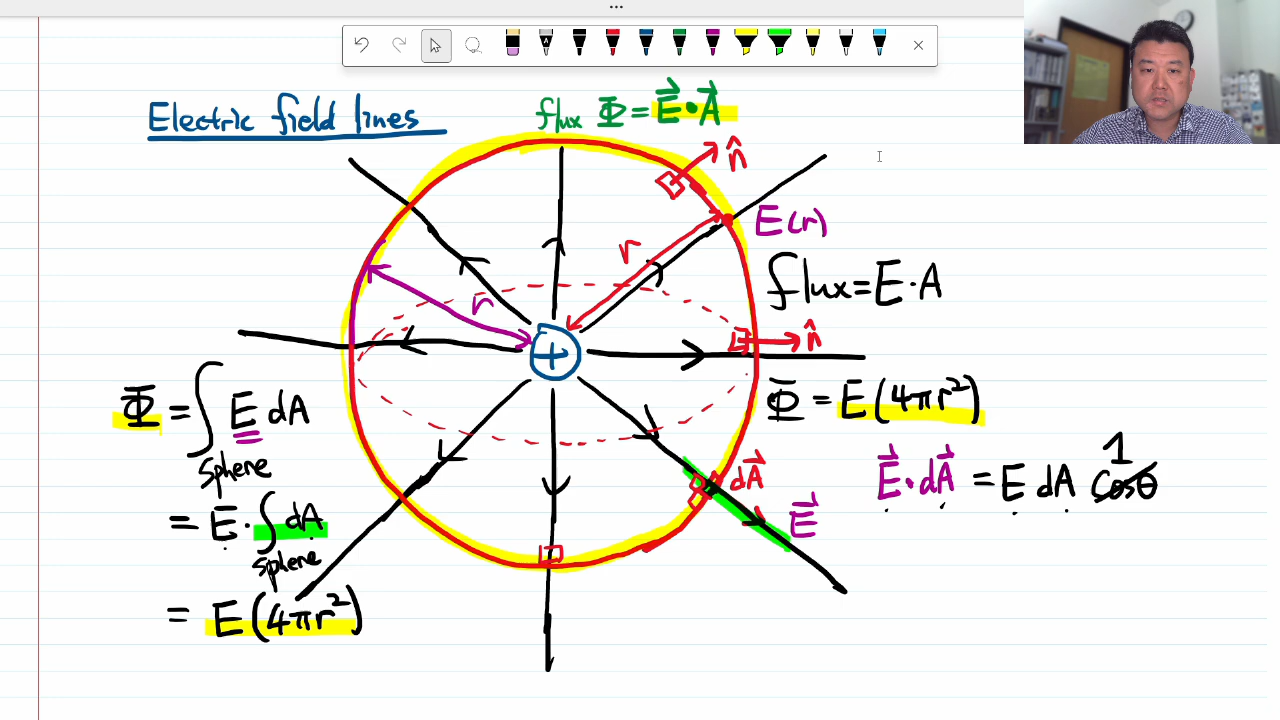 Electric field lines
flux Φ = E⃗ • A⃗
n̂
E(r)
r
flux = E · A
r
+
n̂
Φ = ∫ E dA
sphere
Φ = E(4πr²)
dA⃗
E⃗ · dA⃗ = E dA cosθ 1
E⃗
= E · ∫ dA
sphere
= E(4πr²)